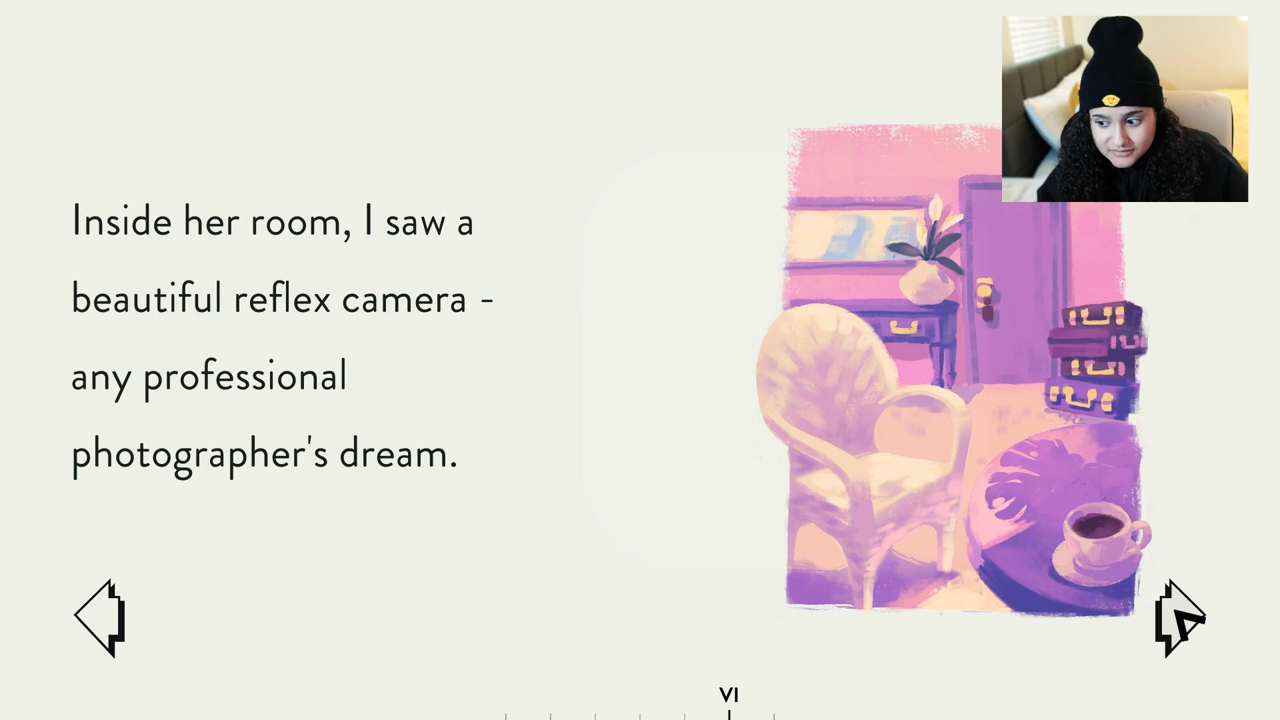 Inside her room, I saw a
beautiful reflex camera -
any professional
photographer's dream.
VI